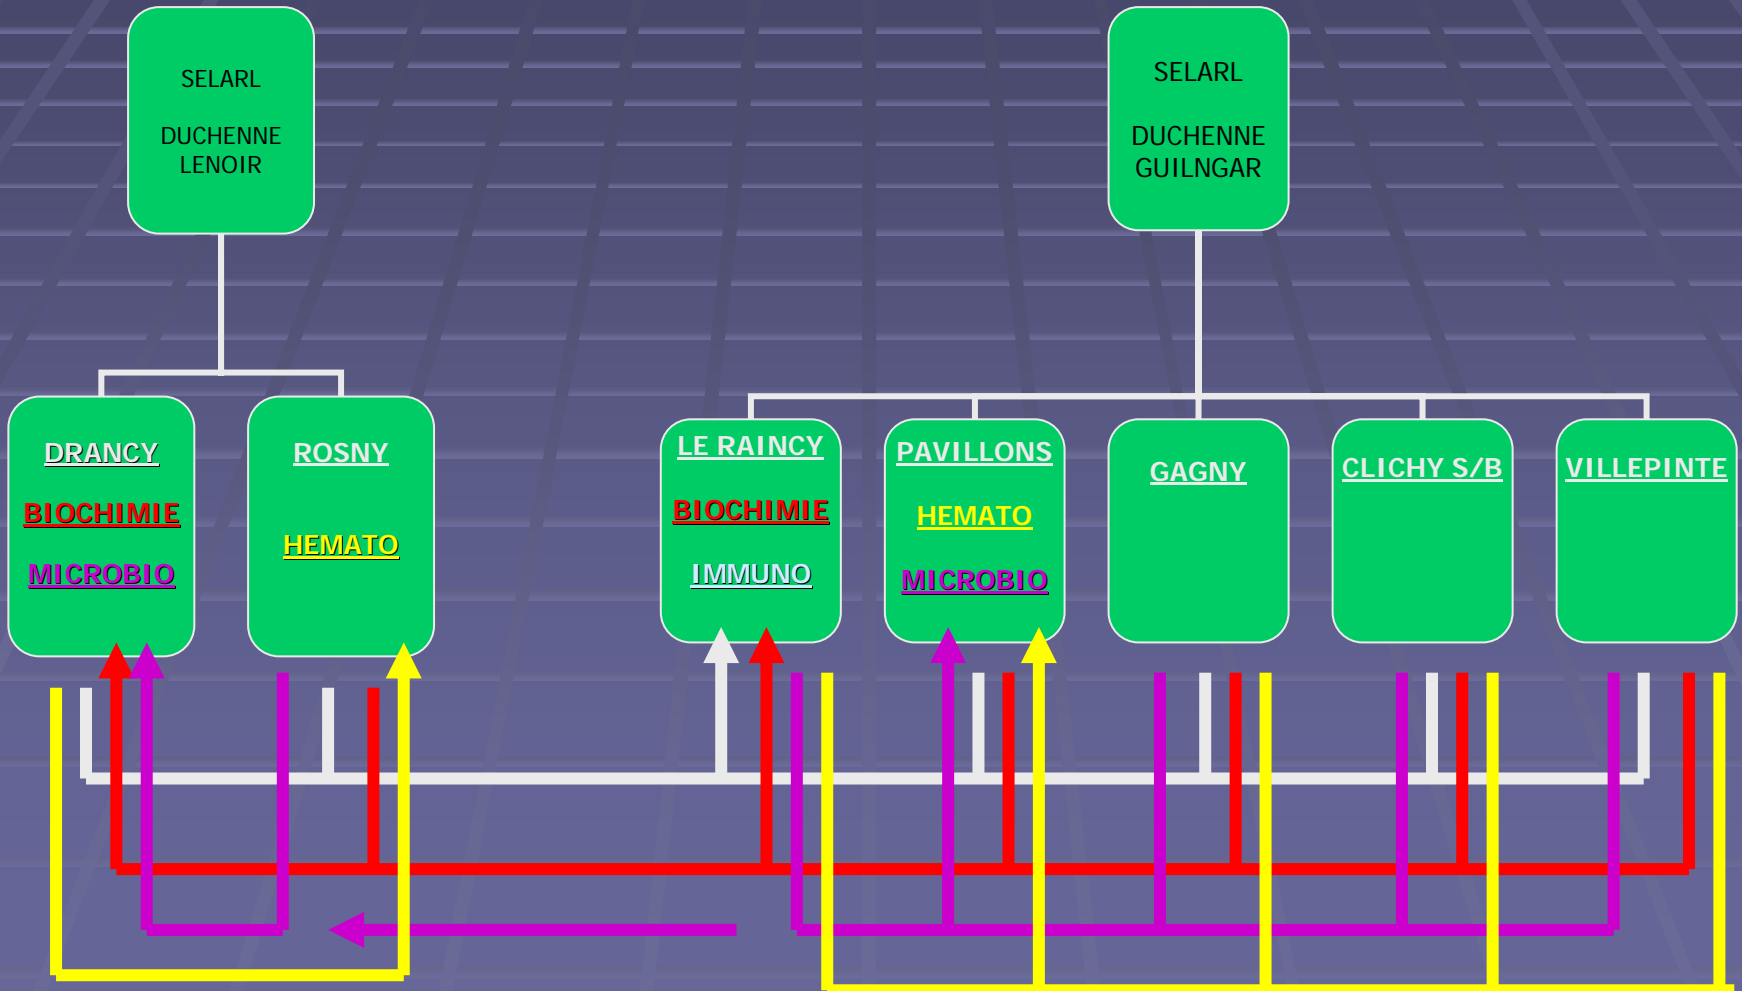 SELARL
DUCHENNE
LENOIR
SELARL
DUCHENNE
GUILNGAR
DRANCY
BIOCHIMIE
MICROBIO
ROSNY
HEMATO
LE RAINCY
BIOCHIMIE
IMMUNO
PAVILLONS
HEMATO
MICROBIO
GAGNY
CLICHY S/B
VILLEPINTE